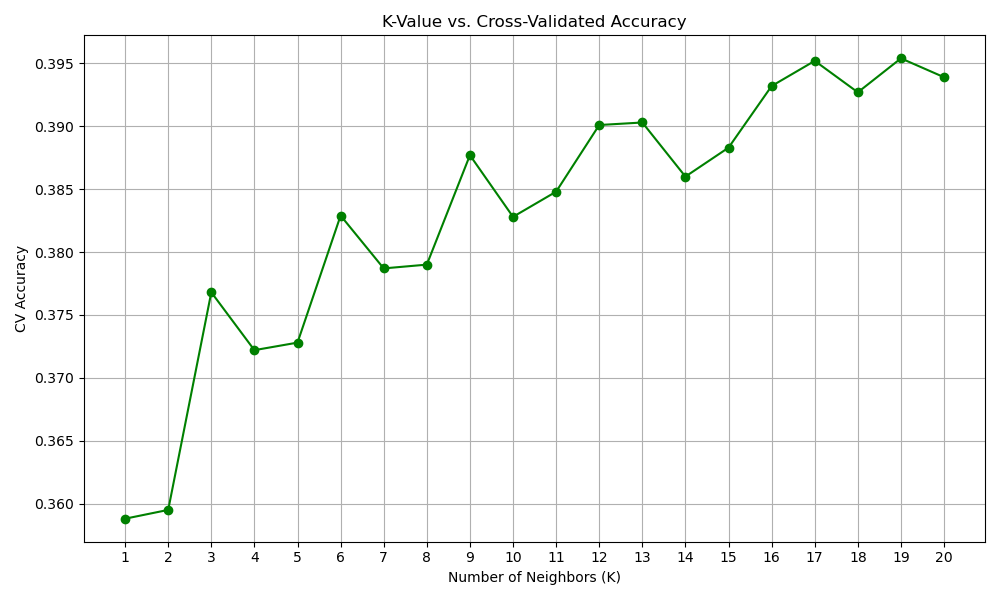 K-Value vs. Cross-Validated Accuracy
CV Accuracy
0.395
0.390
0.385
0.380
0.375
0.370
0.365
0.360
1 2 3 4 5 6 7 8 9 10 11 12 13 14 15 16 17 18 19 20
Number of Neighbors (K)